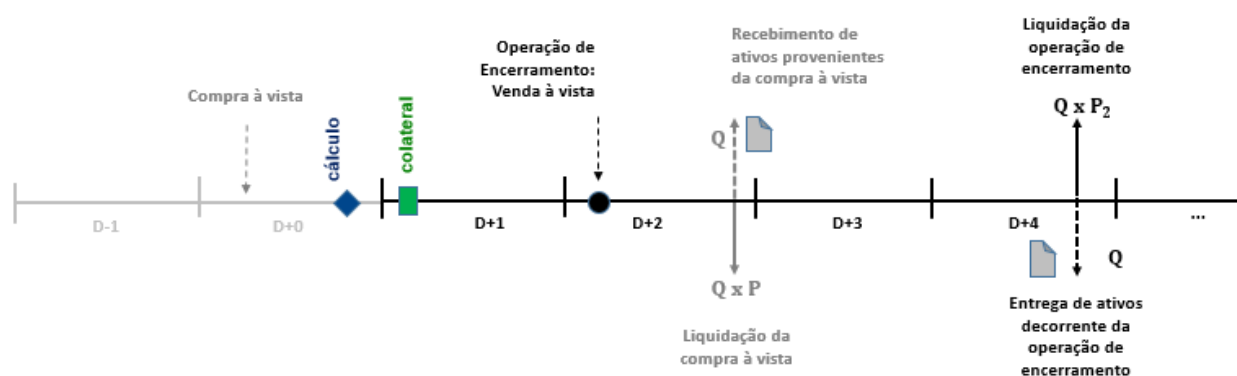 Compra à vista
cálculo
colateral
Operação de
Encerramento:
Venda à vista
Recebimento de
ativos provenientes
da compra à vista
Q
Liquidação da
operação de
encerramento
Q x P₂
D-1
D+0
D+1
D+2
D+3
D+4
...
Q x P
Liquidação da
compra à vista
Q
Entrega de ativos
decorrente da
operação de
encerramento